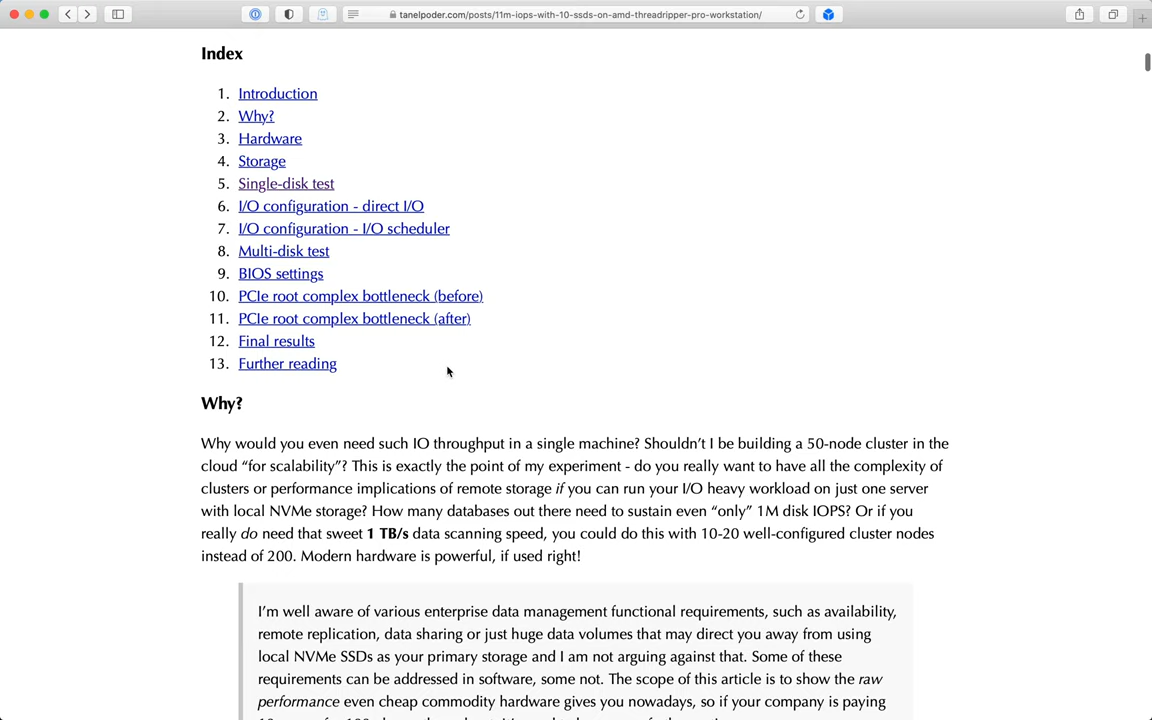 tanelpoder.com/posts/11m-iops-with-10-ssds-on-amd-threadripper-pro-workstation/
Index
1. Introduction
2. Why?
3. Hardware
4. Storage
5. Single-disk test
6. I/O configuration - direct I/O
7. I/O configuration - I/O scheduler
8. Multi-disk test
9. BIOS settings
10. PCIe root complex bottleneck (before)
11. PCIe root complex bottleneck (after)
12. Final results
13. Further reading
Why?
Why would you even need such IO throughput in a single machine? Shouldn't I be building a 50-node cluster in the
cloud “for scalability”? This is exactly the point of my experiment - do you really want to have all the complexity of
clusters or performance implications of remote storage if you can run your I/O heavy workload on just one server
with local NVMe storage? How many databases out there need to sustain even “only” 1M disk IOPS? Or if you
really do need that sweet 1 TB/s data scanning speed, you could do this with 10-20 well-configured cluster nodes
instead of 200. Modern hardware is powerful, if used right!
I'm well aware of various enterprise data management functional requirements, such as availability,
remote replication, data sharing or just huge data volumes that may direct you away from using
local NVMe SSDs as your primary storage and I am not arguing against that. Some of these
requirements can be addressed in software, some not. The scope of this article is to show the raw
performance even cheap commodity hardware gives you nowadays, so if your company is paying